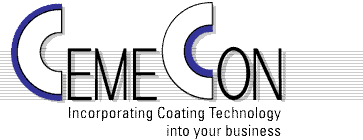 CEMECON
Incorporating Coating Technology
into your business